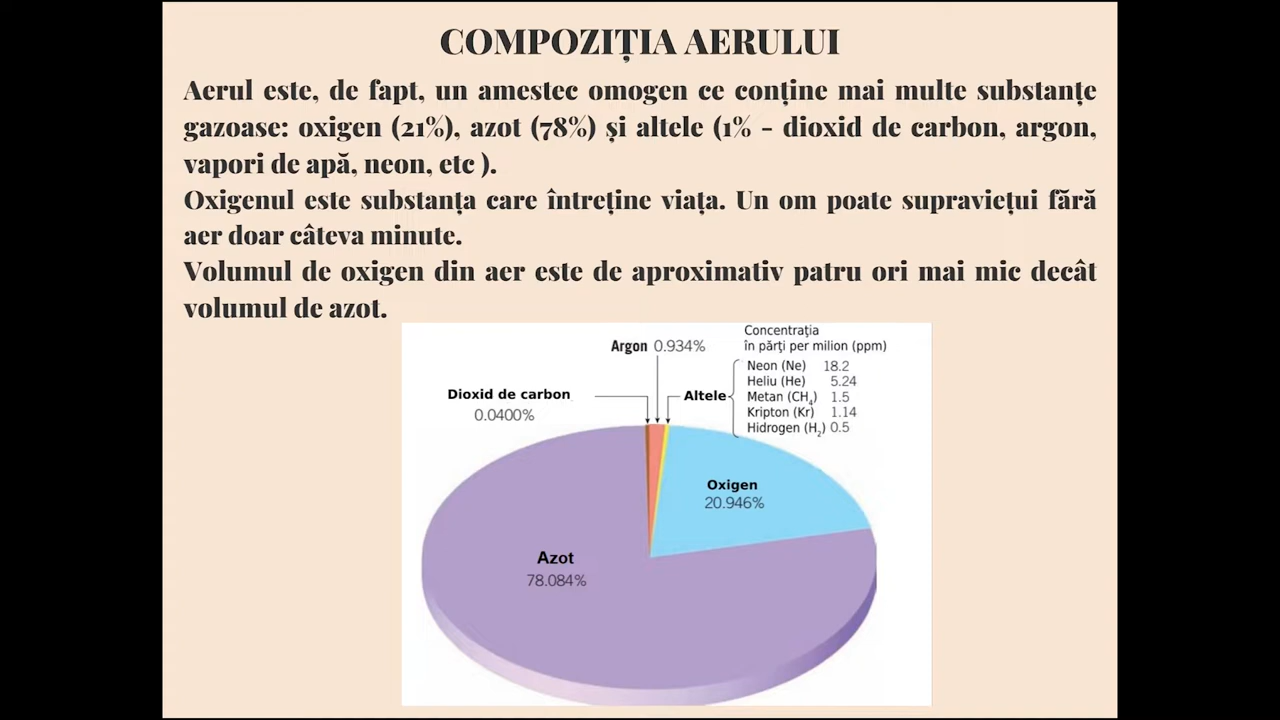 COMPOZIȚIA AERULUI
Aerul este, de fapt, un amestec omogen ce conține mai multe substanțe
gazoase: oxigen (21%), azot (78%) și altele (1% - dioxid de carbon, argon,
vapori de apă, neon, etc ).
Oxigenul este substanța care întreține viața. Un om poate supraviețui fără
aer doar câteva minute.
Volumul de oxigen din aer este de aproximativ patru ori mai mic decât
volumul de azot.
Concentrația
în părți per milion (ppm)
Argon 0.934%
Neon (Ne) 18.2
Heliu (He) 5.24
Metan (CH4) 1.5
Kripton (Kr) 1.14
Hidrogen (H2) 0.5
Altele
Dioxid de carbon
0.0400%
Oxigen
20.946%
Azot
78.084%